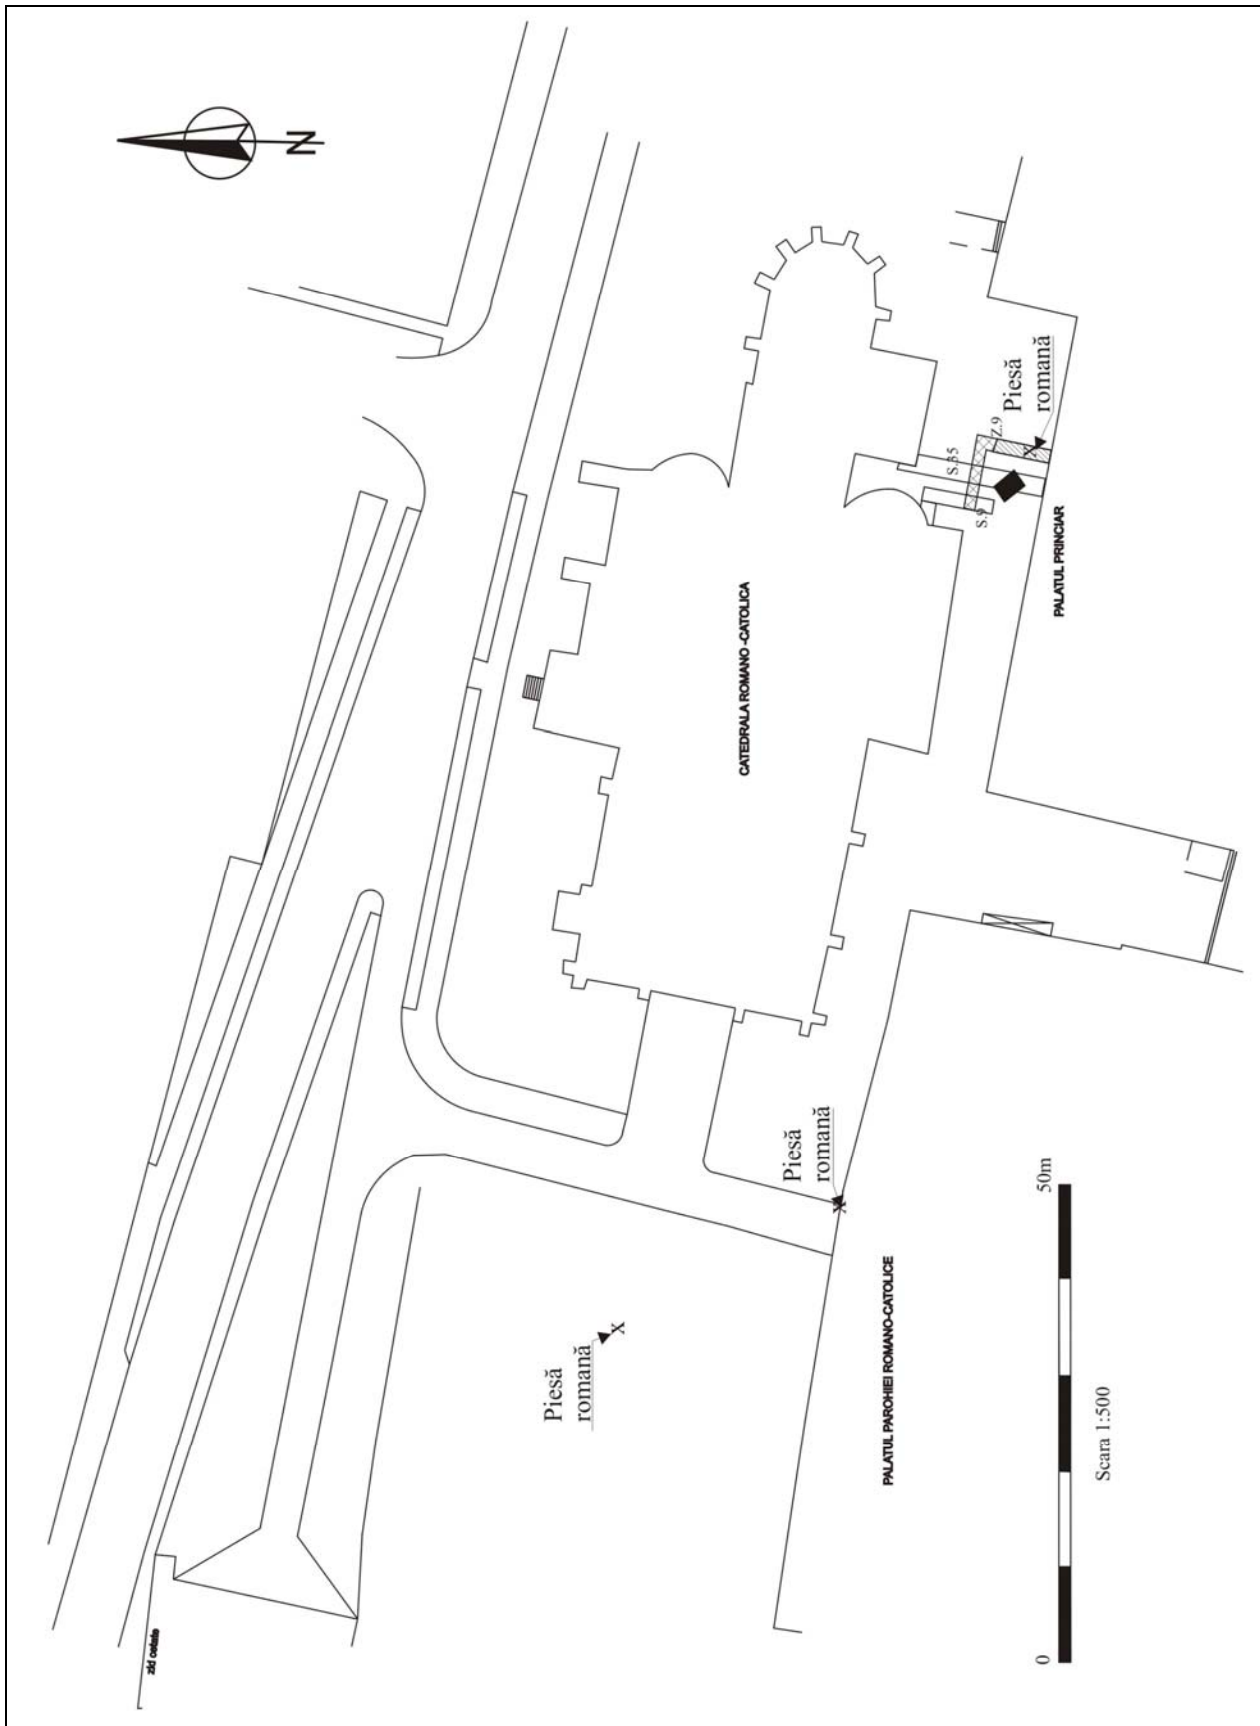 N
Piesă
romană
Z.9
S.35
S.9
PALATUL PRINCIAR
CATEDRALA ROMANO -CATOLICA
Piesă
romană
Piesă
romană
PALATUL PAROHIEI ROMANO-CATOLICE
zid cetate
0
50m
Scara 1:500
X
X
X